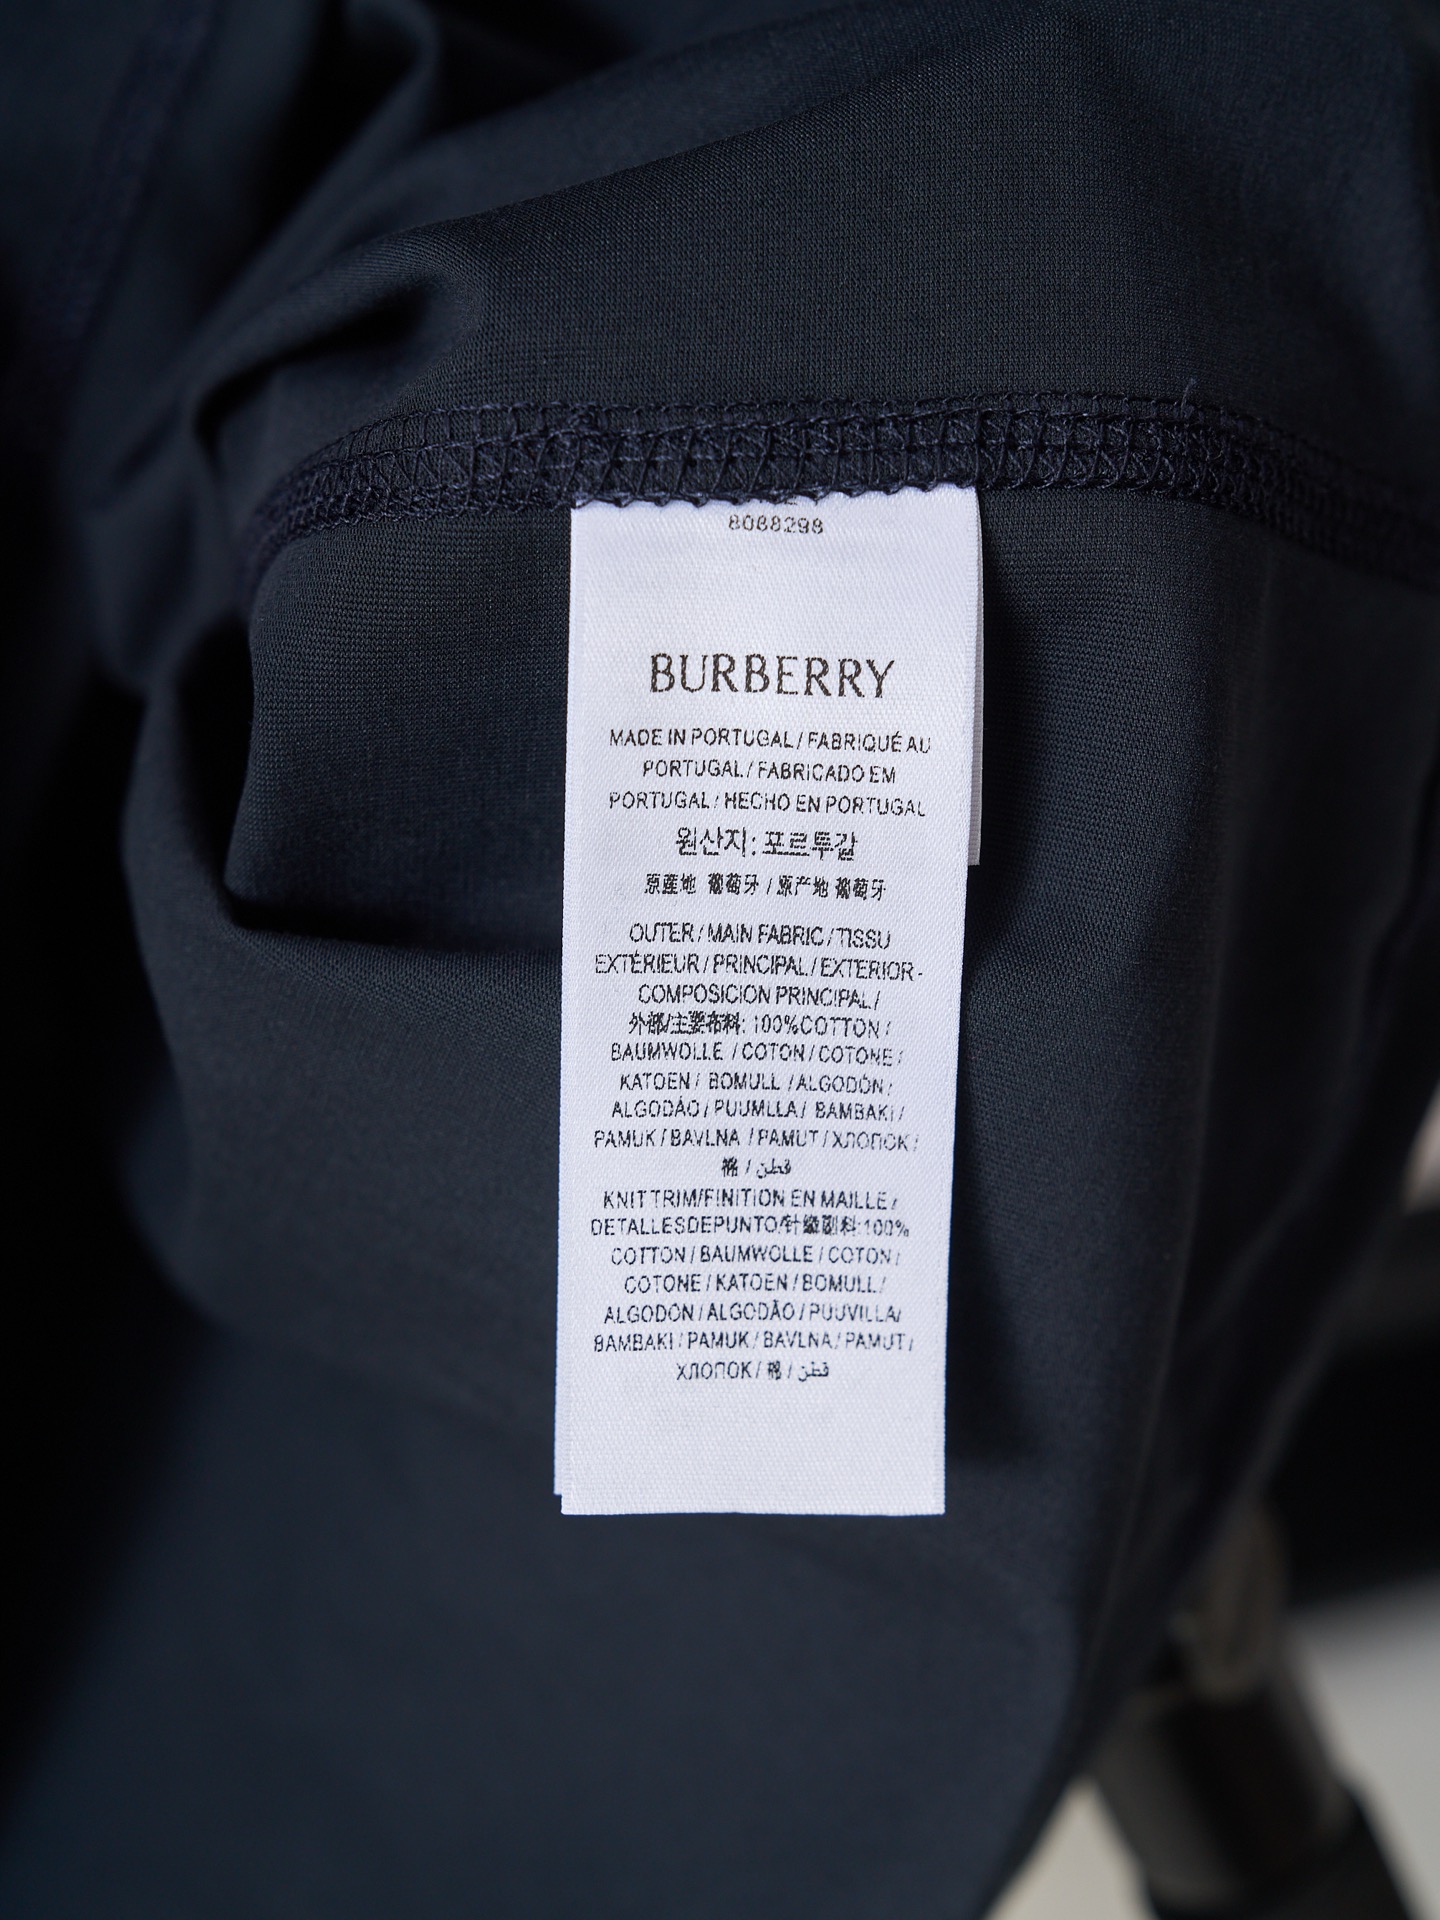 8068298
BURBERRY
MADE IN PORTUGAL / FABRIQUÉ AU
PORTUGAL / FABRICADO EM
PORTUGAL / HECHO EN PORTUGAL
원산지: 포르투갈
原産地 葡萄牙 / 原产地 葡萄牙
OUTER / MAIN FABRIC / TISSU
EXTÉRIEUR / PRINCIPAL / EXTERIOR -
COMPOSICION PRINCIPAL /
外部/主要布料: 100%COTTON /
BAUMWOLLE / COTON / COTONE /
KATOEN / BOMULL / ALGODÓN /
ALGODÃO / PUUMLLA / BAMBAKI /
PAMUK / BAVLNA / PAMUT / ХЛОПОК /
棉 / قطن
KNIT TRIM/FINITION EN MAILLE /
DETALLESDEPUNTO/针織副料:100%
COTTON / BAUMWOLLE / COTON /
COTONE / KATOEN / BOMULL /
ALGODON / ALGODÃO / PUUVILLA/
BAMBAKI / PAMUK / BAVLNA / PAMUT /
ХЛОПОК / 棉 / قطن